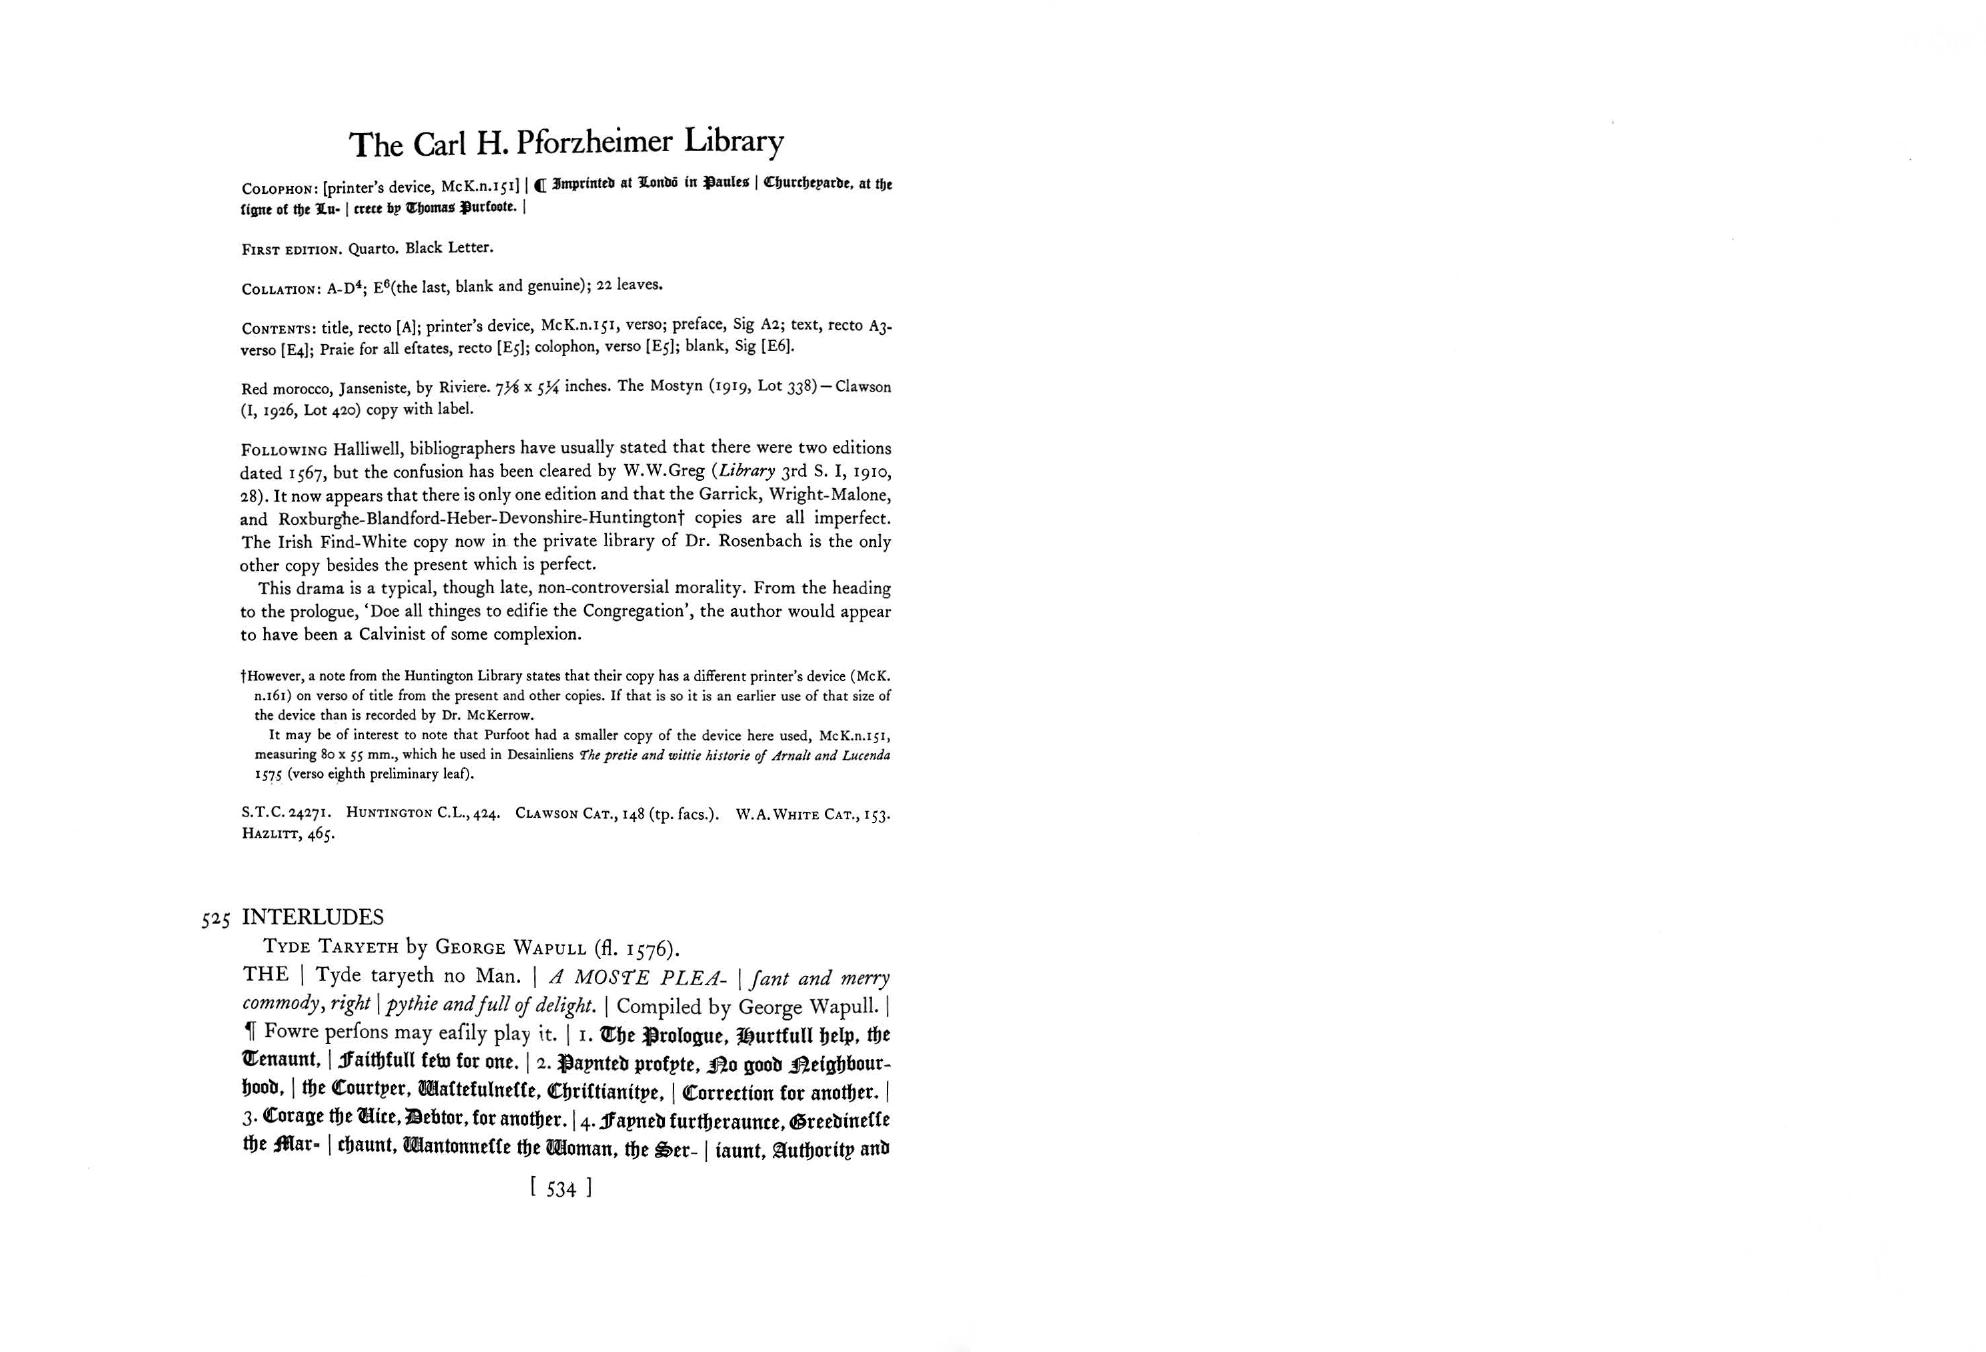 The Carl H. Pforzheimer Library
COLOPHON: [printer's device, McK.n.151] | ⁋ Imprinted at Londō in Paules | Churcheyarde, at the
ſigne of the Lu- | crece by Thomas Purfoote. |
FIRST EDITION. Quarto. Black Letter.
COLLATION: A-D⁴; E⁶(the last, blank and genuine); 22 leaves.
CONTENTS: title, recto [A]; printer's device, McK.n.151, verso; preface, Sig A2; text, recto A3-
verso [E4]; Praie for all eſtates, recto [E5]; colophon, verso [E5]; blank, Sig [E6].
Red morocco, Janseniste, by Riviere. 7⅛ x 5¼ inches. The Mostyn (1919, Lot 338)—Clawson
(I, 1926, Lot 420) copy with label.
FOLLOWING Halliwell, bibliographers have usually stated that there were two editions
dated 1567, but the confusion has been cleared by W.W.Greg (Library 3rd S. I, 1910,
28). It now appears that there is only one edition and that the Garrick, Wright-Malone,
and Roxburghe-Blandford-Heber-Devonshire-Huntington† copies are all imperfect.
The Irish Find-White copy now in the private library of Dr. Rosenbach is the only
other copy besides the present which is perfect.
This drama is a typical, though late, non-controversial morality. From the heading
to the prologue, 'Doe all thinges to edifie the Congregation', the author would appear
to have been a Calvinist of some complexion.
†However, a note from the Huntington Library states that their copy has a different printer's device (McK.
n.161) on verso of title from the present and other copies. If that is so it is an earlier use of that size of
the device than is recorded by Dr. McKerrow.
It may be of interest to note that Purfoot had a smaller copy of the device here used, McK.n.151,
measuring 80 x 55 mm., which he used in Desainliens The pretie and wittie historie of Arnalt and Lucenda
1575 (verso eighth preliminary leaf).
S.T.C. 24271. HUNTINGTON C.L., 424. CLAWSON CAT., 148 (tp. facs.). W.A.WHITE CAT., 153.
HAZLITT, 465.
525 INTERLUDES
TYDE TARYETH by GEORGE WAPULL (fl. 1576).
THE | Tyde taryeth no Man. | A MOSTE PLEA- | ſant and merry
commody, right | pythie and full of delight. | Compiled by George Wapull. |
¶ Fowre perſons may eaſily play it. | 1. The Prologue, Hurtfull help, the
Tenaunt, | Faithfull few for one. | 2. Paynted profyte, No good Neighbour-
hood, | the Courtyer, Waſtefulneſſe, Chriſtianitye, | Correction for another. |
3. Corage the Vice, Debtor, for another. | 4. Fayned furtheraunce, Greedineſſe
the Mar- | chaunt, Wantonneſſe the Woman, the Ser- | iaunt, Authority and
[ 534 ]